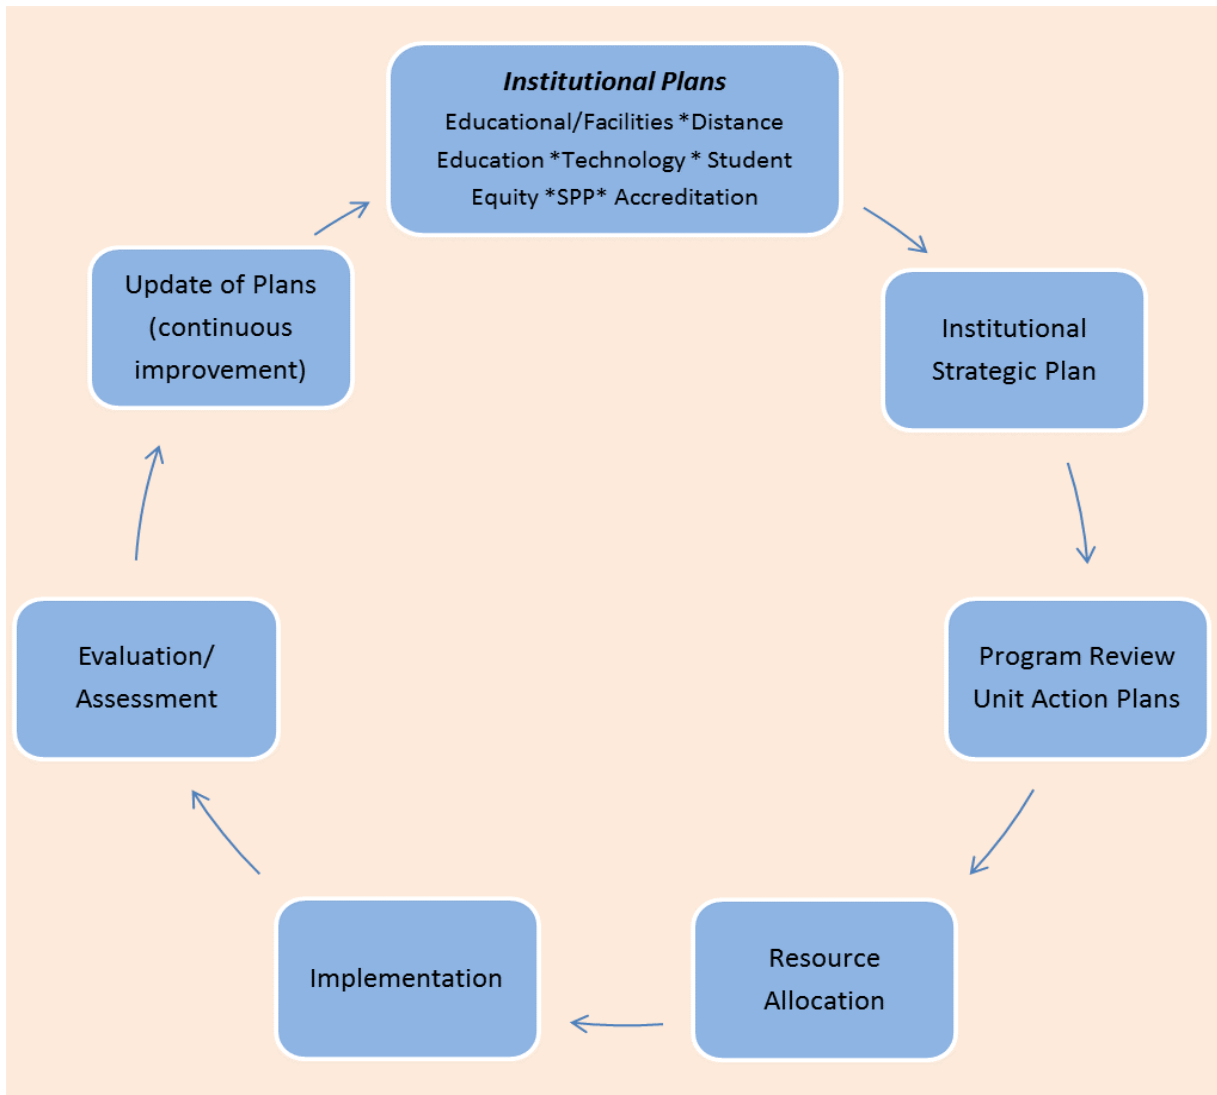 Institutional Plans
Educational/Facilities *Distance
Education *Technology * Student
Equity *SPP* Accreditation
Institutional
Strategic Plan
Program Review
Unit Action Plans
Resource
Allocation
Implementation
Evaluation/
Assessment
Update of Plans
(continuous
improvement)